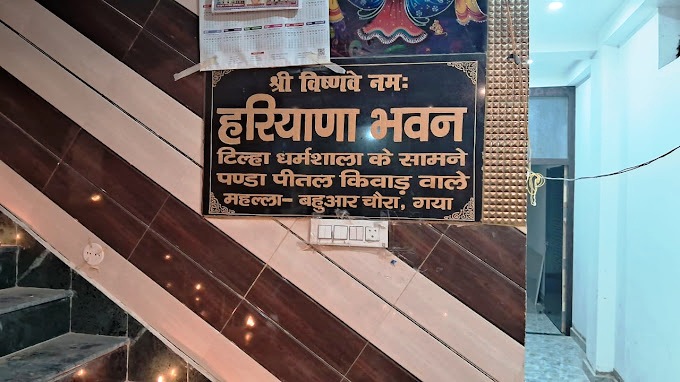 श्री विष्णवे नमः
हरियाणा भवन
टिल्हा धर्मशाला के सामने
पण्डा पीतल किवाड़ वाले
महल्ला- बहुआर चौरा, गया